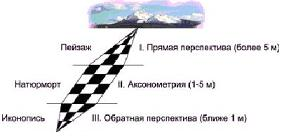 Пейзаж I. Прямая перспектива (более 5 м)
Натюрморт II. Аксонометрия (1-5 м)
Иконопись III. Обратная перспектива (ближе 1 м)